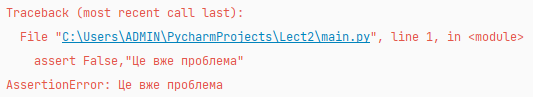 Traceback (most recent call last):
File "C:\Users\ADMIN\PycharmProjects\Lect2\main.py", line 1, in <module>
assert False,"Це вже проблема"
AssertionError: Це вже проблема